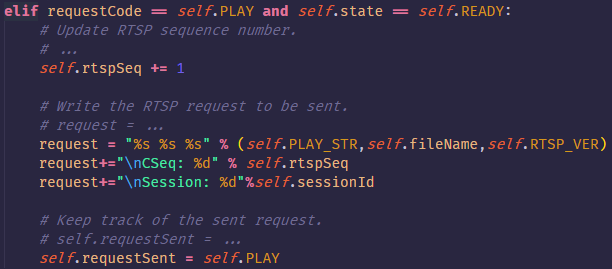 elif requestCode == self.PLAY and self.state == self.READY:
    # Update RTSP sequence number.
    # ...
    self.rtspSeq += 1

    # Write the RTSP request to be sent.
    # request = ...
    request = "%s %s %s" % (self.PLAY_STR,self.fileName,self.RTSP_VER)
    request+="\nCSeq: %d" % self.rtspSeq
    request+="\nSession: %d"%self.sessionId

    # Keep track of the sent request.
    # self.requestSent = ...
    self.requestSent = self.PLAY